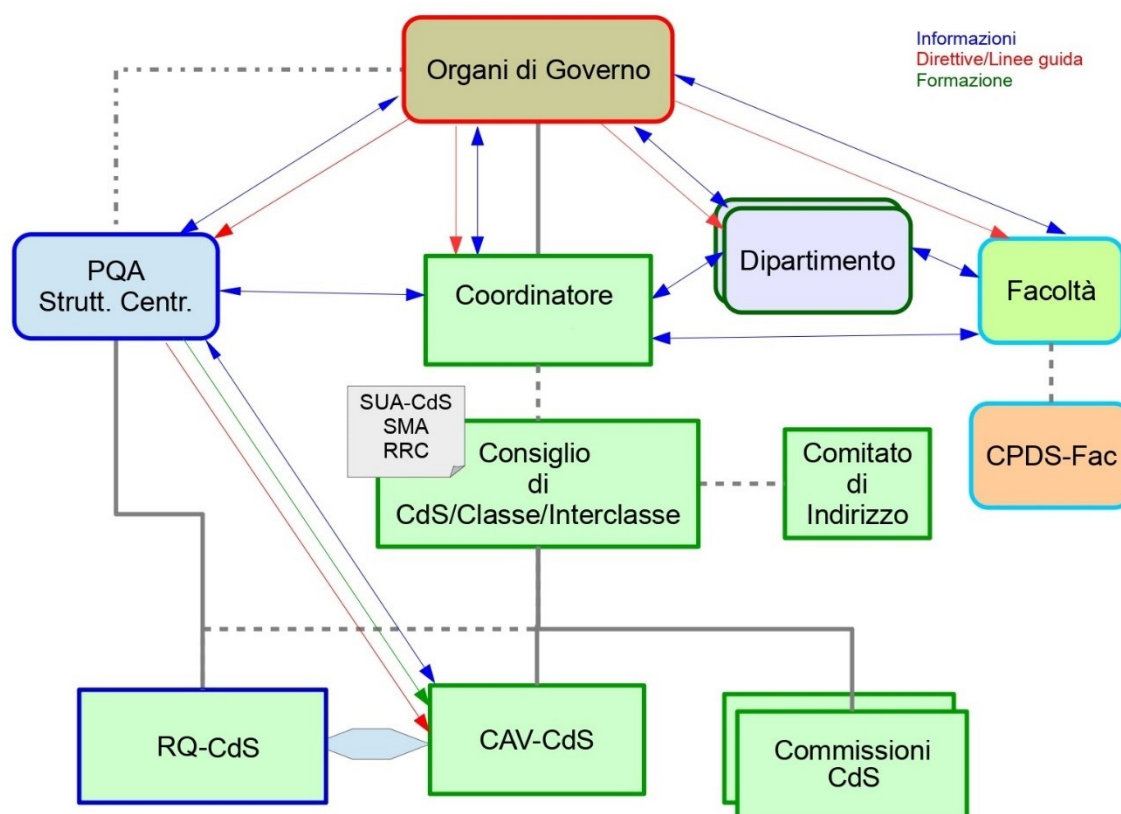 Informazioni
Direttive/Linee guida
Formazione
Organi di Governo
PQA
Strutt. Centr.
Coordinatore
Dipartimento
Facoltà
SUA-CdS
SMA
RRC
Consiglio
di
CdS/Classe/Interclasse
Comitato
di
Indirizzo
CPDS-Fac
RQ-CdS
CAV-CdS
Commissioni
CdS